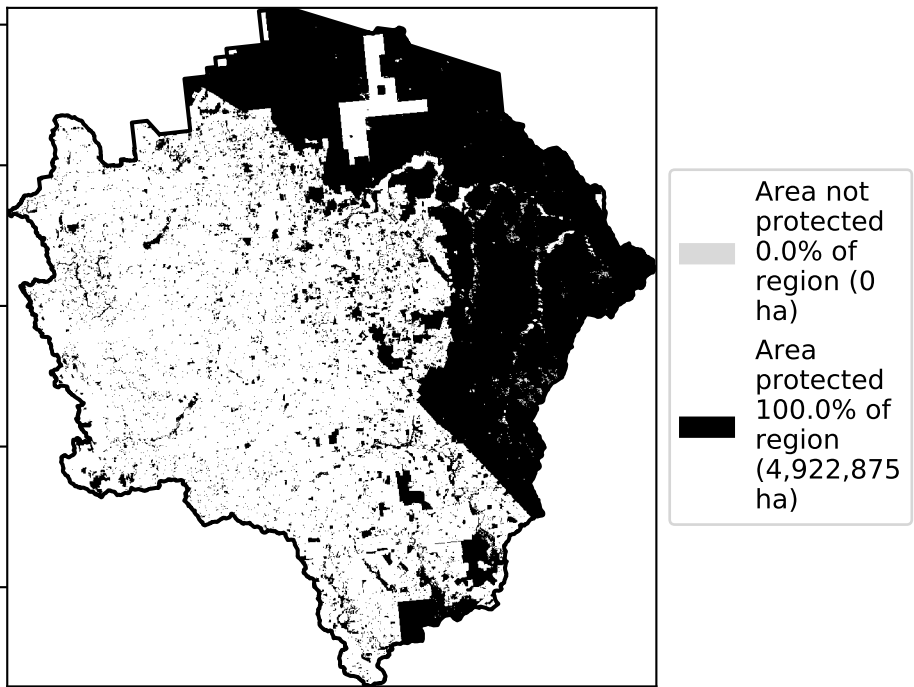 Area not
protected
0.0% of
region (0
ha)
Area
protected
100.0% of
region
(4,922,875
ha)